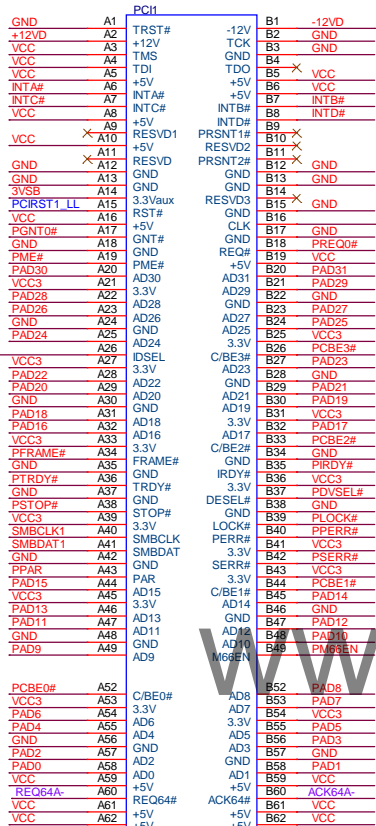 PCI1
GND A1 TRST# -12V B1 -12VD
+12VD A2 +12V TCK B2 GND
VCC A3 TMS GND B3 GND
VCC A4 TDI TDO B4
VCC A5 +5V +5V B5 VCC
INTA# A6 INTA# +5V B6 VCC
INTC# A7 INTC# INTB# B7 INTB#
VCC A8 +5V INTD# B8 INTD#
A9 RESVD1 PRSNT1# B9
VCC A10 +5V RESVD2 B10
A11 RESVD PRSNT2# B11
GND A12 GND GND B12 GND
GND A13 GND GND B13 GND
3VSB A14 3.3Vaux RESVD3 B14
PCIRST1_LL A15 RST# GND B15 GND
VCC A16 +5V CLK B16
PGNT0# A17 GNT# GND B17 GND
GND A18 GND REQ# B18 PREQ0#
PME# A19 PME# +5V B19 VCC
PAD30 A20 AD30 AD31 B20 PAD31
VCC3 A21 3.3V AD29 B21 PAD29
PAD28 A22 AD28 GND B22 GND
PAD26 A23 AD26 AD27 B23 PAD27
GND A24 GND AD25 B24 PAD25
PAD24 A25 AD24 3.3V B25 VCC3
A26 IDSEL C/BE3# B26 PCBE3#
VCC3 A27 3.3V AD23 B27 PAD23
PAD22 A28 AD22 GND B28 GND
PAD20 A29 AD20 AD21 B29 PAD21
GND A30 GND AD19 B30 PAD19
PAD18 A31 AD18 3.3V B31 VCC3
PAD16 A32 AD16 AD17 B32 PAD17
VCC3 A33 3.3V C/BE2# B33 PCBE2#
PFRAME# A34 FRAME# GND B34 GND
GND A35 GND IRDY# B35 PIRDY#
PTRDY# A36 TRDY# 3.3V B36 VCC3
GND A37 GND DESEL# B37 PDVSEL#
PSTOP# A38 STOP# GND B38 GND
VCC3 A39 3.3V LOCK# B39 PLOCK#
SMBCLK1 A40 SMBCLK PERR# B40 PPERR#
SMBDAT1 A41 SMBDAT 3.3V B41 VCC3
GND A42 GND SERR# B42 PSERR#
PPAR A43 PAR 3.3V B43 VCC3
PAD15 A44 AD15 C/BE1# B44 PCBE1#
VCC3 A45 3.3V AD14 B45 PAD14
PAD13 A46 AD13 GND B46 GND
PAD11 A47 AD11 AD12 B47 PAD12
GND A48 GND AD10 B48 PAD10
PAD9 A49 AD9 M66EN B49 PM66EN
PCBE0# A52 C/BE0# AD8 B52 PAD8
VCC3 A53 3.3V AD7 B53 PAD7
PAD6 A54 AD6 3.3V B54 VCC3
PAD4 A55 AD4 AD5 B55 PAD5
GND A56 GND AD3 B56 PAD3
PAD2 A57 AD2 GND B57 GND
PAD0 A58 AD0 AD1 B58 PAD1
VCC A59 +5V +5V B59 VCC
REQ64A- A60 REQ64# ACK64# B60 ACK64A-
VCC A61 +5V +5V B61 VCC
VCC A62 +5V +5V B62 VCC